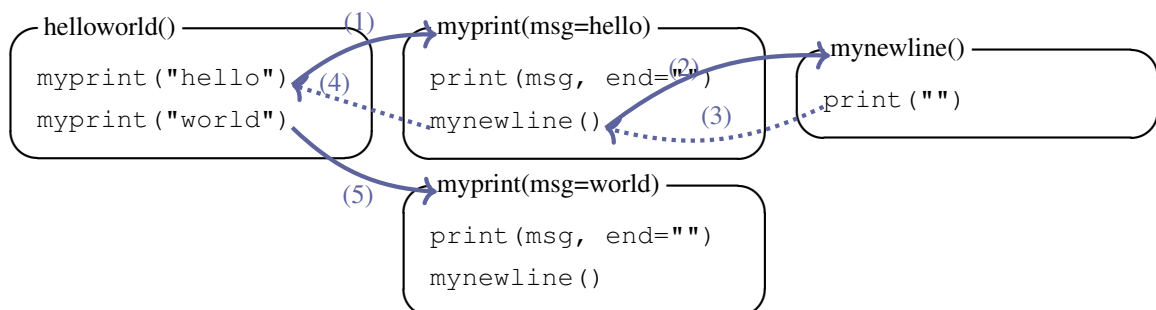 helloworld()
myprint("hello")
myprint("world")
(1)
(4)
(5)
myprint(msg=hello)
print(msg, end="")
mynewline()
(2)
(3)
mynewline()
print("")
myprint(msg=world)
print(msg, end="")
mynewline()